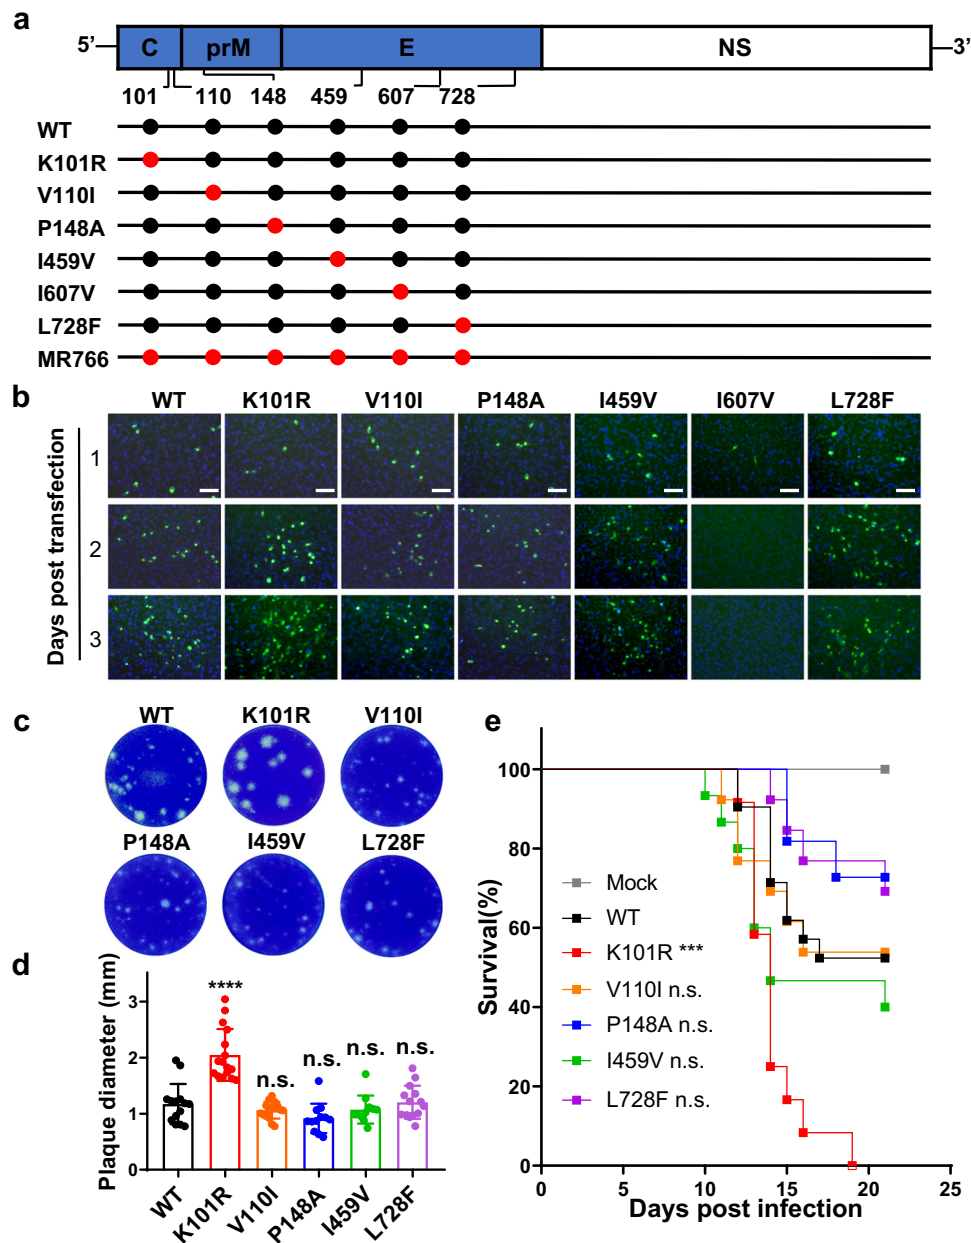 a
5’ C prM E NS 3’
101 110 148 459 607 728
WT
K101R
V110I
P148A
I459V
I607V
L728F
MR766
b
WT K101R V110I P148A I459V I607V L728F
Days post transfection
1
2
3
c
WT K101R V110I
P148A I459V L728F
d
Plaque diameter (mm)
3
2
1
0
**** n.s. n.s. n.s. n.s.
WT K101R V110I P148A I459V L728F
e
Survival(%)
100
80
60
40
20
0
Mock
WT
K101R ***
V110I n.s.
P148A n.s.
I459V n.s.
L728F n.s.
0 5 10 15 20 25
Days post infection